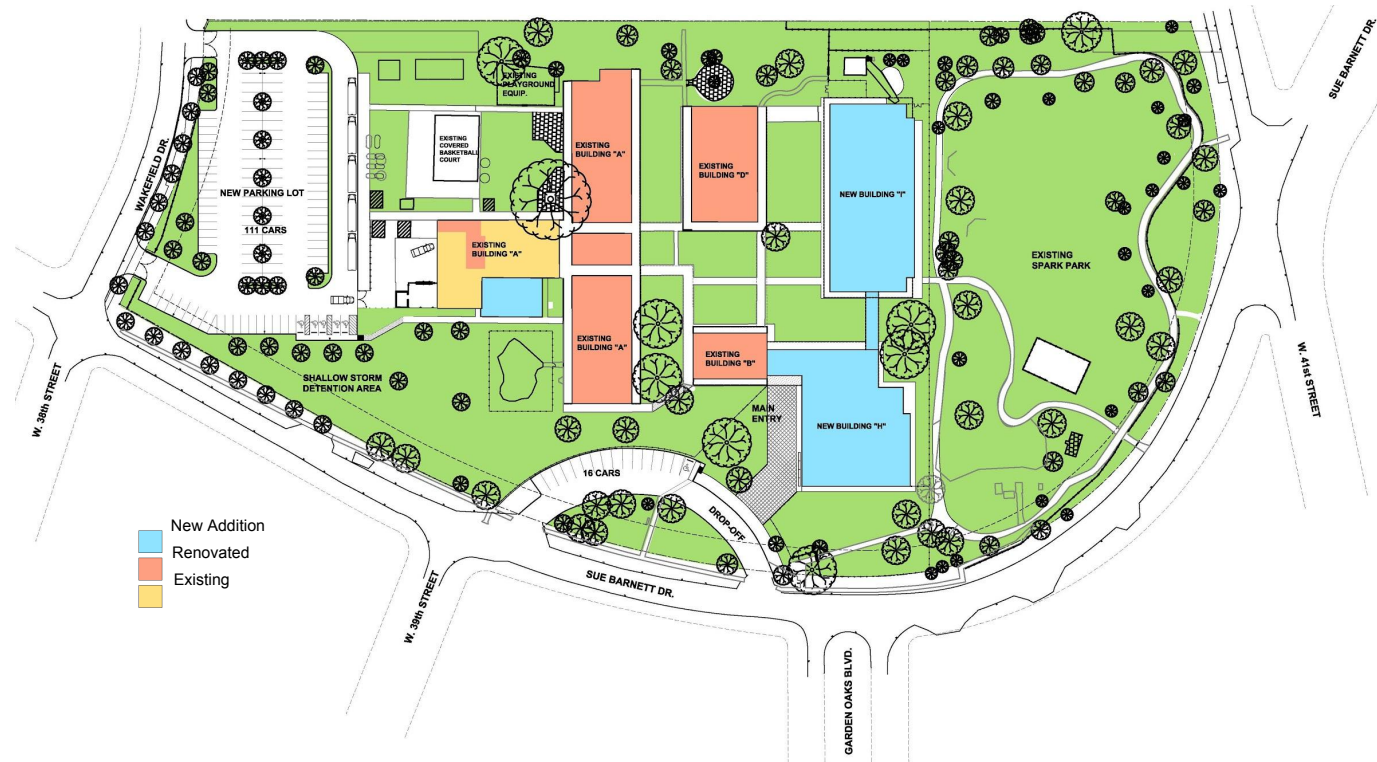 SUE BARNETT DR.
EXISTING
PLAYGROUND
EQUIP.
EXISTING
COVERED
BASKETBALL
COURT
EXISTING
BUILDING "A"
EXISTING
BUILDING "D"
NEW BUILDING "I"
WAKEFIELD DR.
NEW PARKING LOT
111 CARS
EXISTING
BUILDING "A"
EXISTING
SPARK PARK
EXISTING
BUILDING "A"
EXISTING
BUILDING "B"
W. 38th STREET
SHALLOW STORM
DETENTION AREA
W. 41st STREET
MAIN
ENTRY
NEW BUILDING "H"
16 CARS
DROP-OFF
New Addition
Renovated
Existing
SUE BARNETT DR.
W. 39th STREET
GARDEN OAKS BLVD.